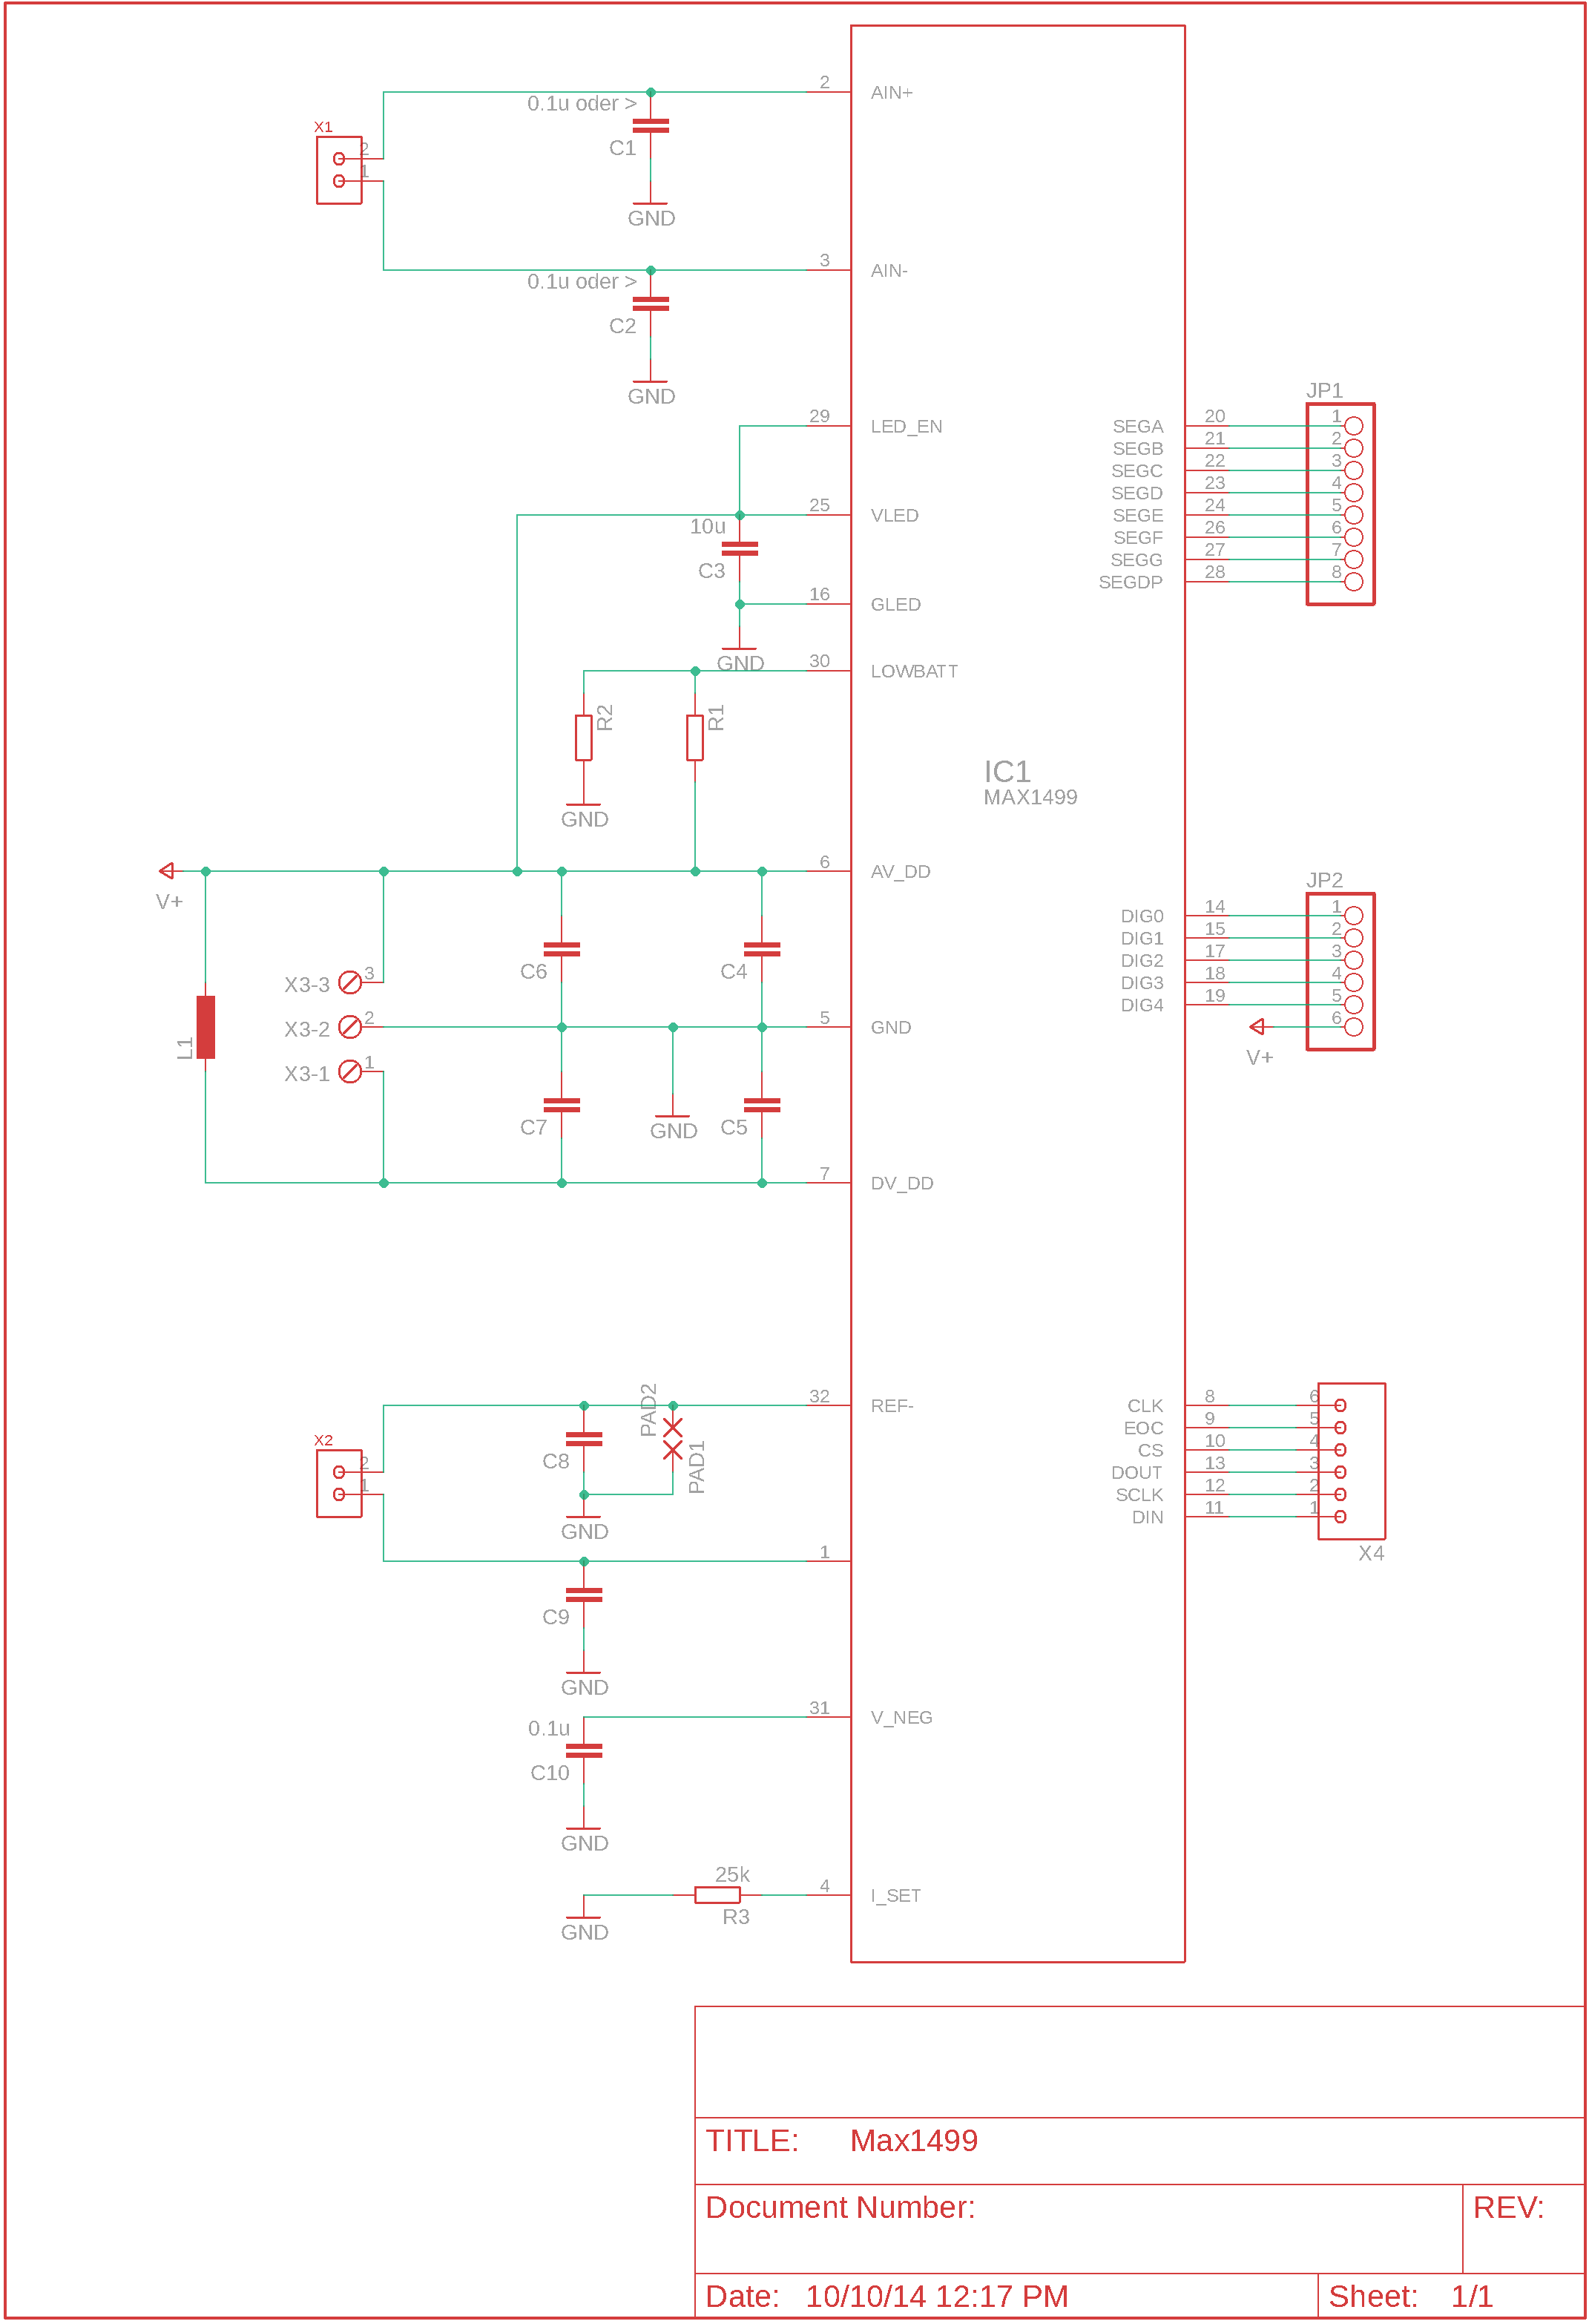 2 AIN+
0.1u oder >
X1
C1
2
1
GND
3 AIN-
0.1u oder >
C2
GND
JP1
29 LED_EN
SEGA 20 1
SEGB 21 2
SEGC 22 3
SEGD 23 4
25 VLED
SEGE 24 5
10u
SEGF 26 6
C3
SEGG 27 7
SEGDP 28 8
16 GLED
GND
30 LOWBATT
R2
R1
IC1
MAX1499
GND
6 AV_DD
V+
JP2
DIG0 14 1
DIG1 15 2
DIG2 17 3
C6
C4
X3-3 3
DIG3 18 4
DIG4 19 5
X3-2 2
5 GND
6
V+
L1
X3-1 1
C7
GND
C5
7 DV_DD
PAD2
32 REF-
CLK 8 6
EOC 9 5
X2
C8
PAD1
CS 10 4
2
DOUT 13 3
1
SCLK 12 2
DIN 11 1
GND
X4
1
C9
GND
31 V_NEG
0.1u
C10
GND
25k
4 I_SET
R3
GND
TITLE: Max1499
Document Number:
REV:
Date: 10/10/14 12:17 PM
Sheet: 1/1